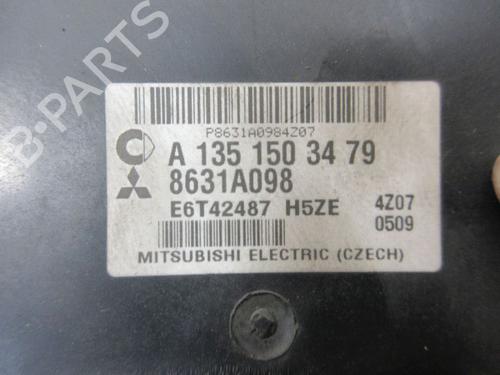 B-PARTS
P8631A0984Z07
A 135 150 34 79
8631A098
E6T42487 H5ZE 4Z07
0509
MITSUBISHI ELECTRIC (CZECH)